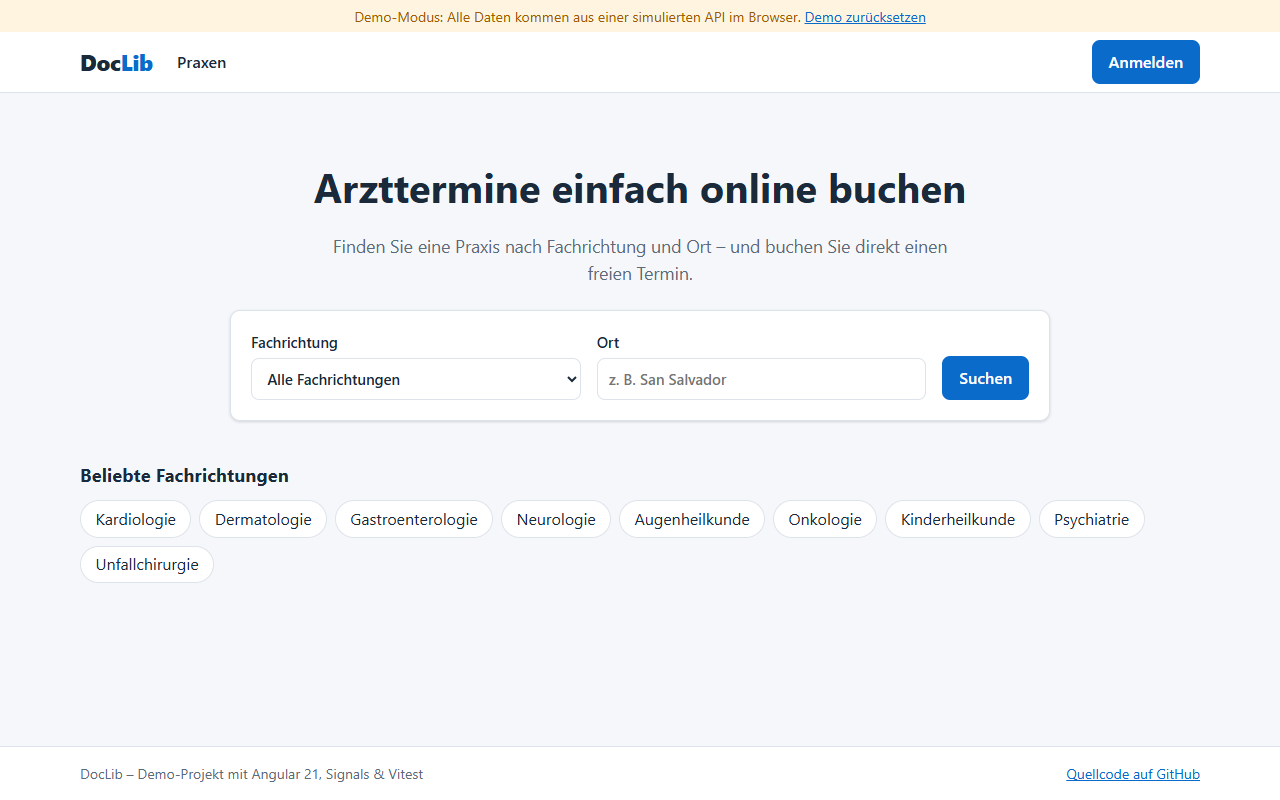 Demo-Modus: Alle Daten kommen aus einer simulierten API im Browser. Demo zurücksetzen
DocLib Praxen Anmelden
Arzttermine einfach online buchen
Finden Sie eine Praxis nach Fachrichtung und Ort – und buchen Sie direkt einen
freien Termin.
Fachrichtung Ort
Alle Fachrichtungen z. B. San Salvador Suchen
Beliebte Fachrichtungen
Kardiologie Dermatologie Gastroenterologie Neurologie Augenheilkunde Onkologie Kinderheilkunde Psychiatrie
Unfallchirurgie
DocLib – Demo-Projekt mit Angular 21, Signals & Vitest Quellcode auf GitHub